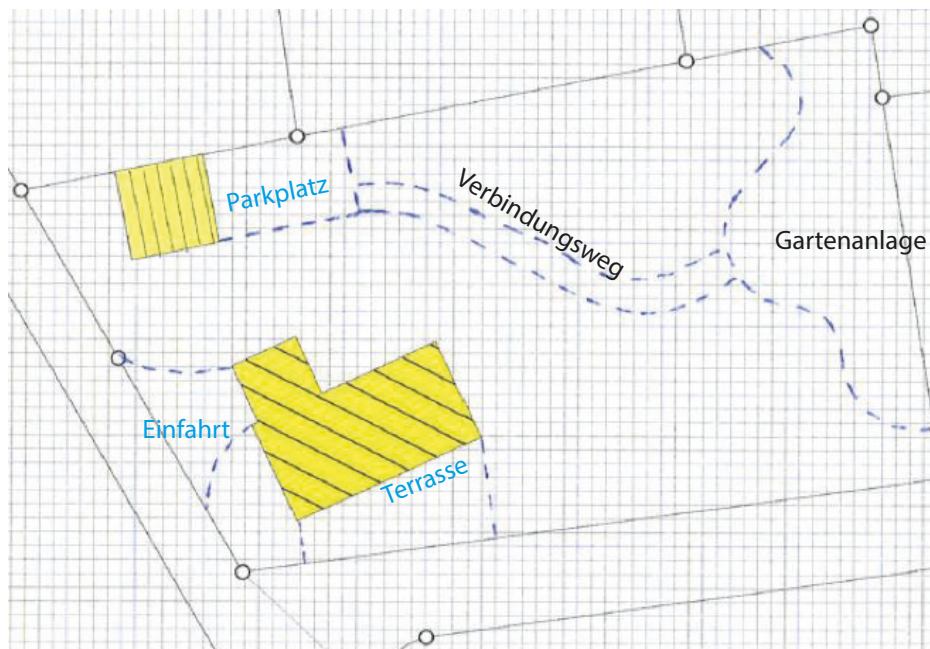 Parkplatz
Verbindungsweg
Gartenanlage
Einfahrt
Terrasse